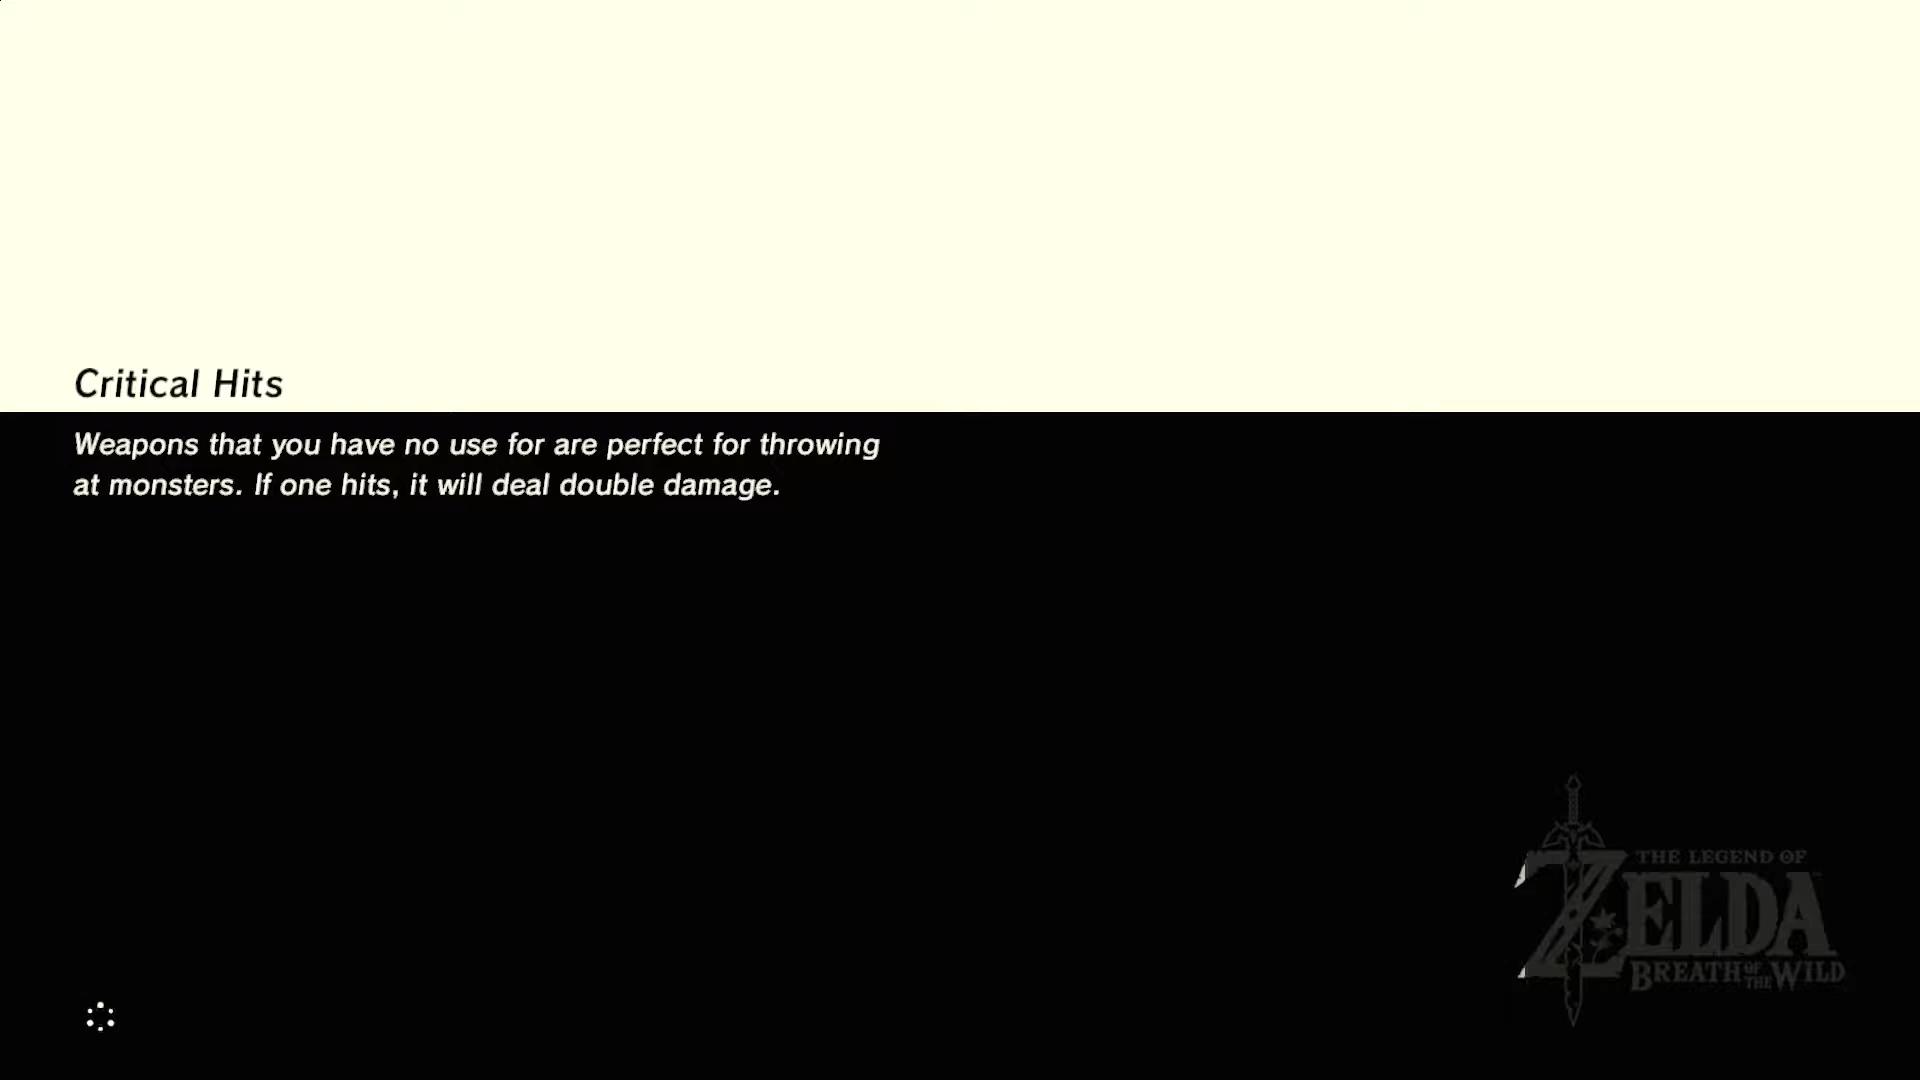 Critical Hits
Weapons that you have no use for are perfect for throwing
at monsters. If one hits, it will deal double damage.
THE LEGEND OF
ZELDA
BREATH OF THE WILD